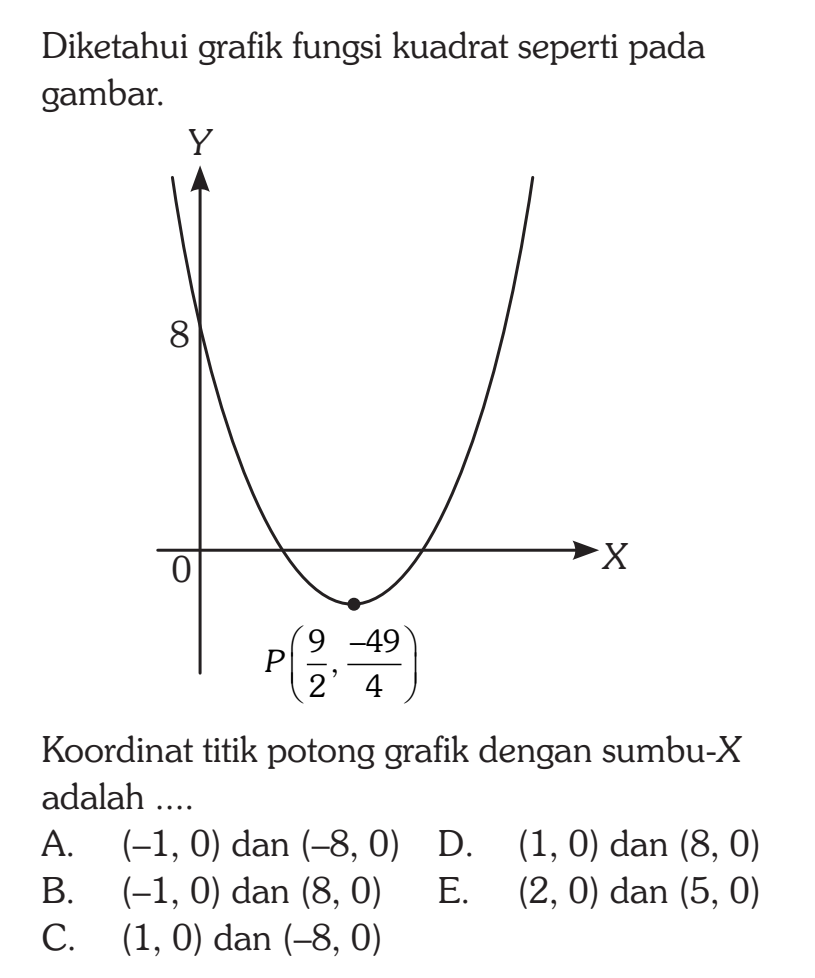 Diketahui grafik fungsi kuadrat seperti pada
gambar.
Y
8
0
X
P(9/2, –49/4)
Koordinat titik potong grafik dengan sumbu-X
adalah ....
A. (–1, 0) dan (–8, 0) D. (1, 0) dan (8, 0)
B. (–1, 0) dan (8, 0) E. (2, 0) dan (5, 0)
C. (1, 0) dan (–8, 0)